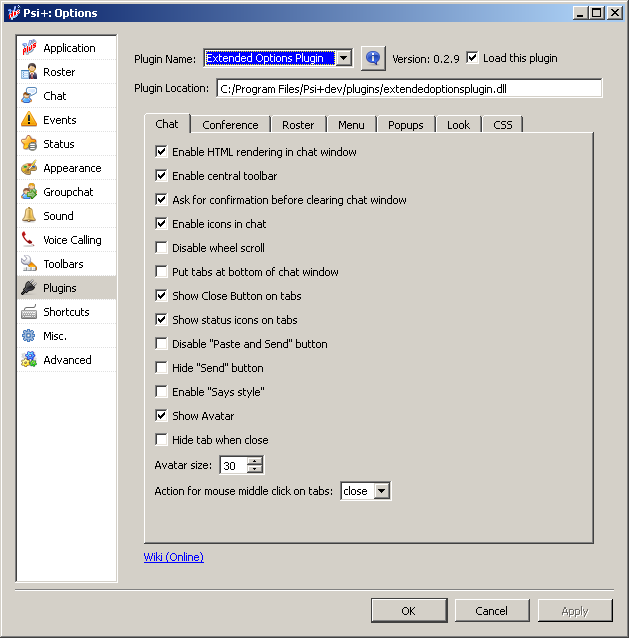 Psi+: Options
Application
Roster
Chat
Events
Status
Appearance
Groupchat
Sound
Voice Calling
Toolbars
Plugins
Shortcuts
Misc.
Advanced
Plugin Name: Extended Options Plugin Version: 0.2.9 Load this plugin
Plugin Location: C:/Program Files/Psi+dev/plugins/extendedoptionsplugin.dll
Chat Conference Roster Menu Popups Look CSS
Enable HTML rendering in chat window
Enable central toolbar
Ask for confirmation before clearing chat window
Enable icons in chat
Disable wheel scroll
Put tabs at bottom of chat window
Show Close Button on tabs
Show status icons on tabs
Disable "Paste and Send" button
Hide "Send" button
Enable "Says style"
Show Avatar
Hide tab when close
Avatar size: 30
Action for mouse middle click on tabs: close
Wiki (Online)
OK Cancel Apply